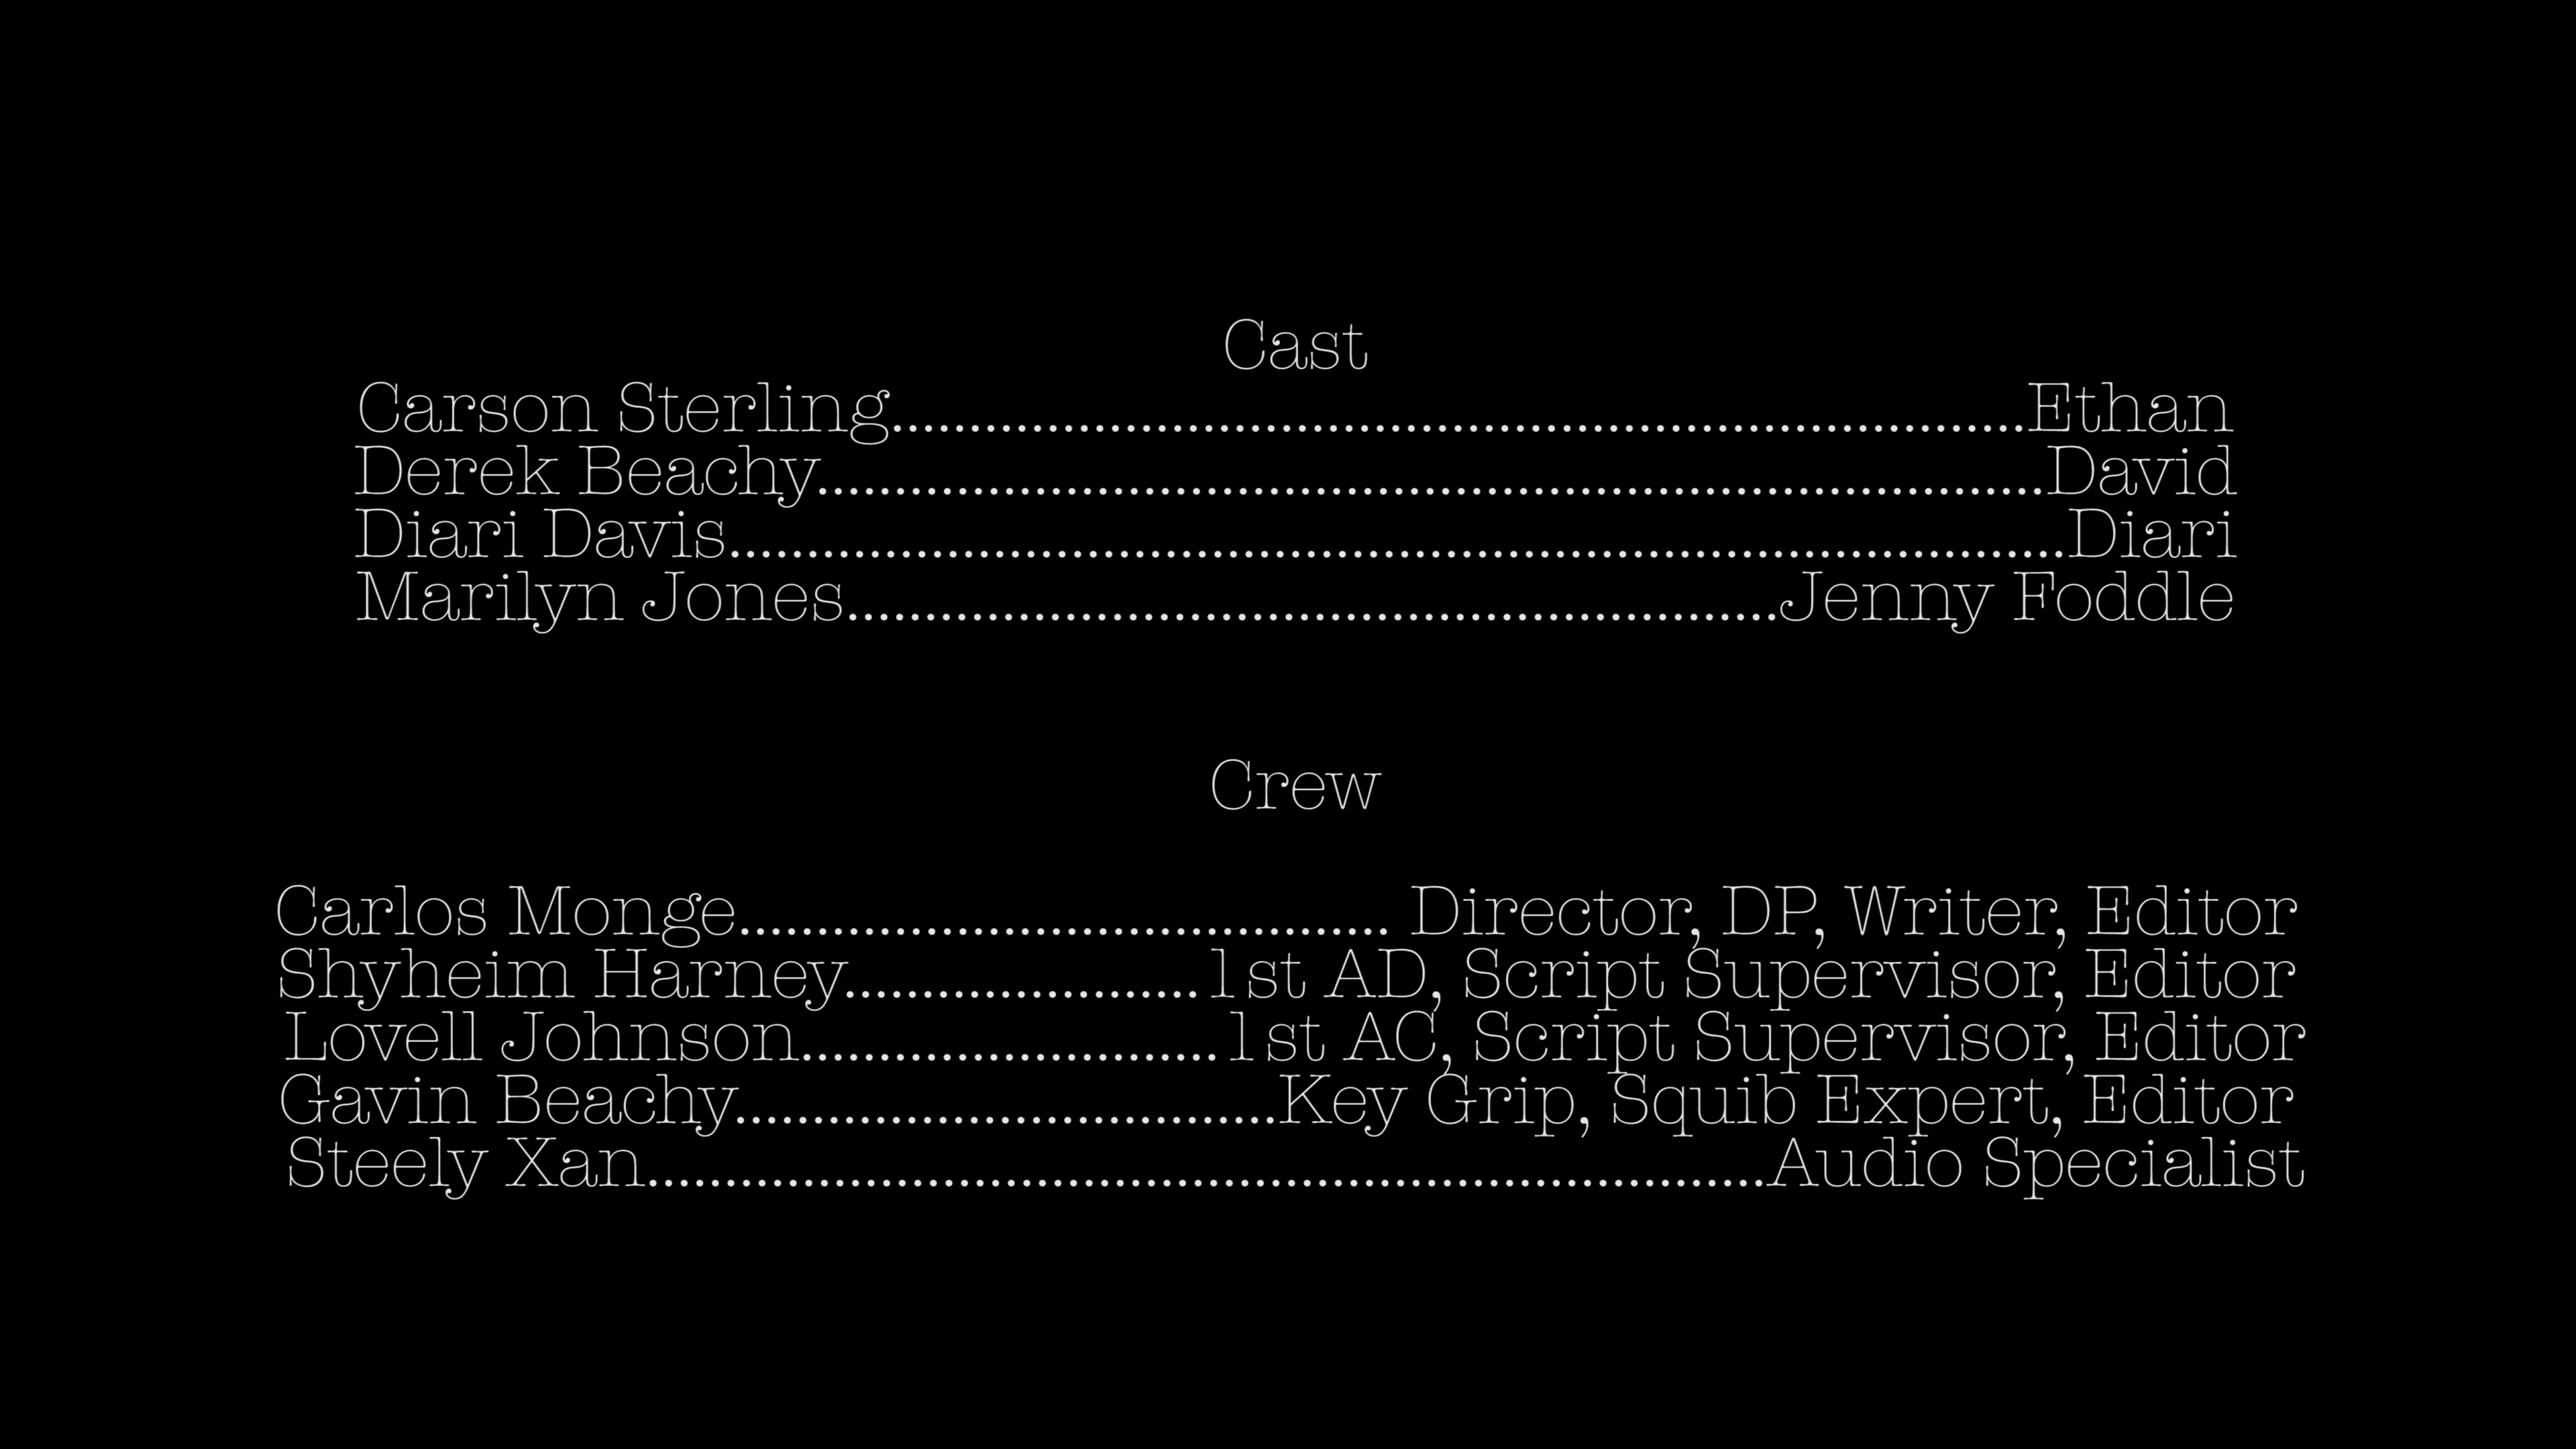 Cast
Carson Sterling.........................................................................Ethan
Derek Beachy...............................................................................David
Diari Davis......................................................................................Diari
Marilyn Jones............................................................Jenny Foddle
Crew
Carlos Monge.......................................... Director, DP, Writer, Editor
Shyheim Harney.......................1st AD, Script Supervisor, Editor
Lovell Johnson...........................1st AC, Script Supervisor, Editor
Gavin Beachy...................................Key Grip, Squib Expert, Editor
Steely Xan........................................................................Audio Specialist